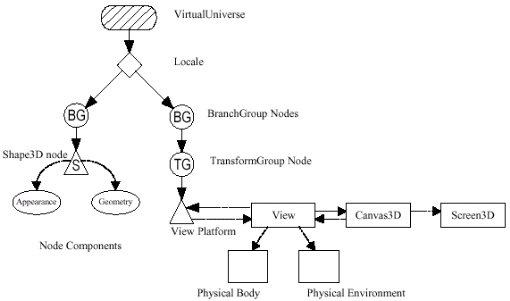 VirtualUniverse
Locale
BG
BG
BranchGroup Nodes
Shape3D node
S
TG
TransformGroup Node
Appearance
Geometry
View Platform
View
Canvas3D
Screen3D
Node Components
Physical Body
Physical Environment